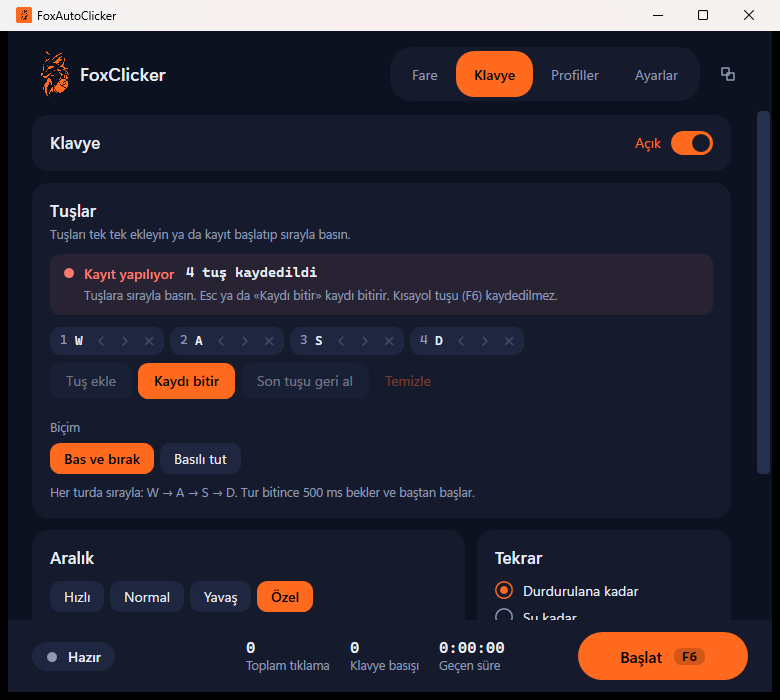 FoxAutoClicker
FoxClicker
Fare Klavye Profiller Ayarlar
Klavye Açık
Tuşlar
Tuşları tek tek ekleyin ya da kayıt başlatıp sırayla basın.
Kayıt yapılıyor 4 tuş kaydedildi
Tuşlara sırayla basın. Esc ya da «Kaydı bitir» kaydı bitirir. Kısayol tuşu (F6) kaydedilmez.
1 W 2 A 3 S 4 D
Tuş ekle Kaydı bitir Son tuşu geri al Temizle
Biçim
Bas ve bırak Basılı tut
Her turda sırayla: W → A → S → D. Tur bitince 500 ms bekler ve baştan başlar.
Aralık
Hızlı Normal Yavaş Özel
Tekrar
Durdurulana kadar
Şu kadar
Hazır
0 0 0:00:00
Toplam tıklama Klavye basışı Geçen süre
Başlat F6